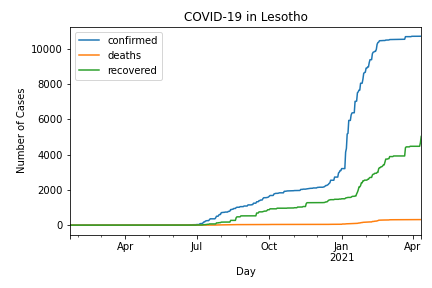 COVID-19 in Lesotho
confirmed
deaths
recovered
Number of Cases
10000
8000
6000
4000
2000
0
Apr
Jul
Oct
Jan
2021
Apr
Day